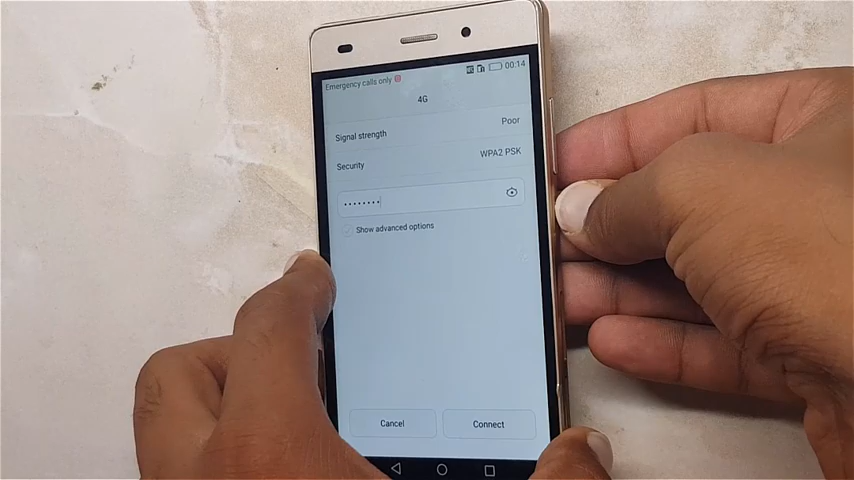 Emergency calls only 00:14
4G
Signal strength Poor
Security WPA2 PSK
••••••••
Show advanced options
Cancel Connect